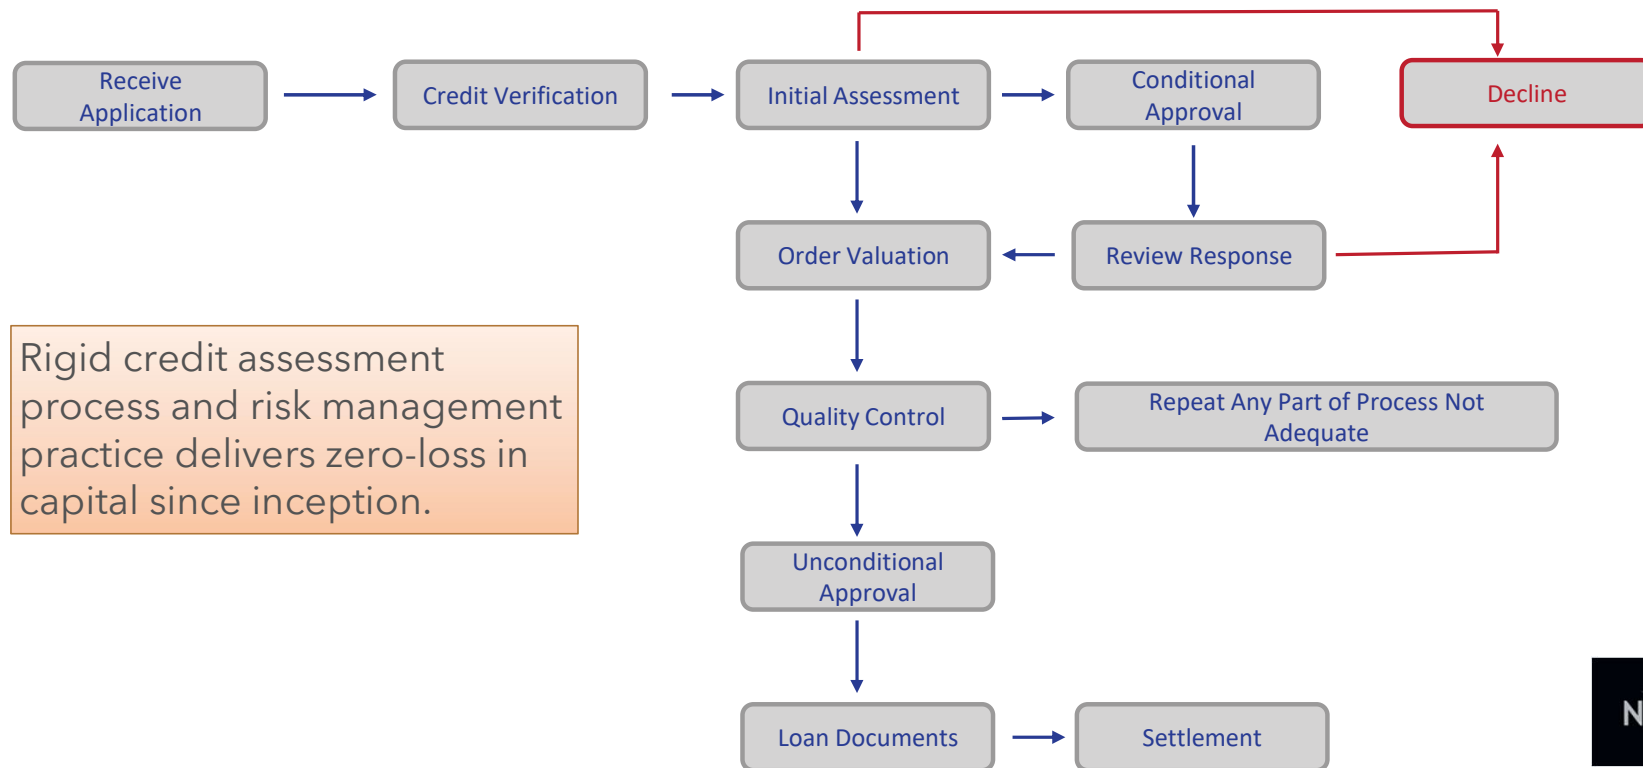 Receive
Application
Credit Verification
Initial Assessment
Conditional
Approval
Decline
Order Valuation
Review Response
Rigid credit assessment
process and risk management
practice delivers zero-loss in
capital since inception.
Quality Control
Repeat Any Part of Process Not
Adequate
Unconditional
Approval
Loan Documents
Settlement